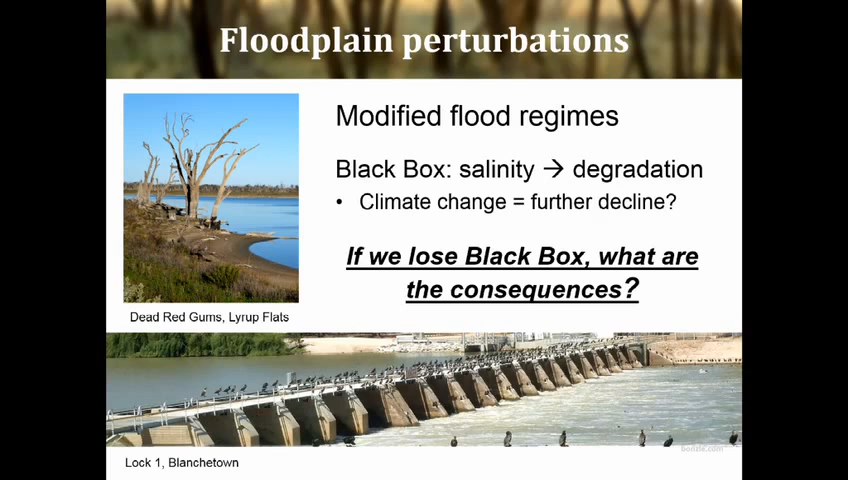 Floodplain perturbations
Modified flood regimes
Black Box: salinity → degradation
• Climate change = further decline?
If we lose Black Box, what are
the consequences?
Dead Red Gums, Lyrup Flats
Lock 1, Blanchetown